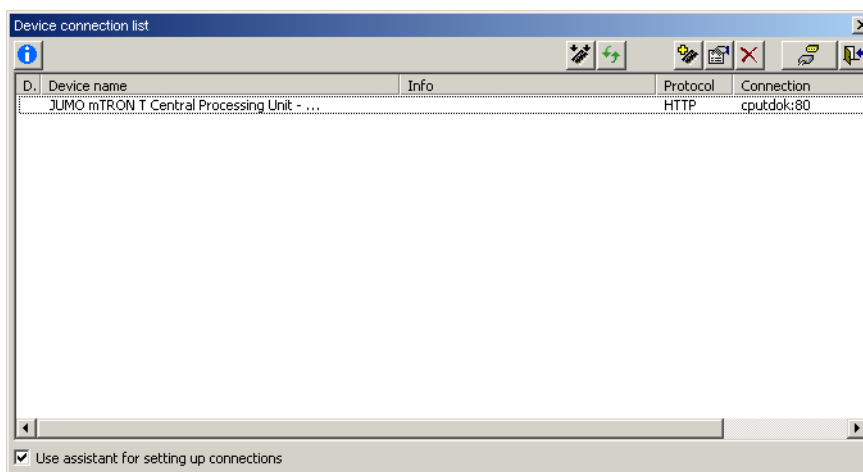 Device connection list
D. Device name Info Protocol Connection
JUMO mTRON T Central Processing Unit - ... HTTP cputdok:80
Use assistant for setting up connections